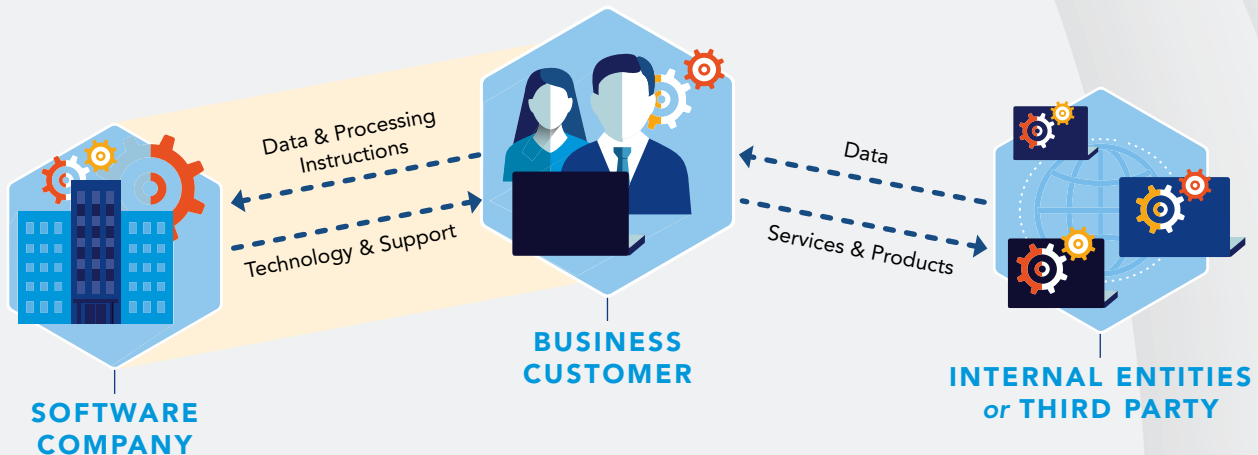 Data & Processing
Instructions
Technology & Support
Data
Services & Products
SOFTWARE
COMPANY
BUSINESS
CUSTOMER
INTERNAL ENTITIES
or THIRD PARTY